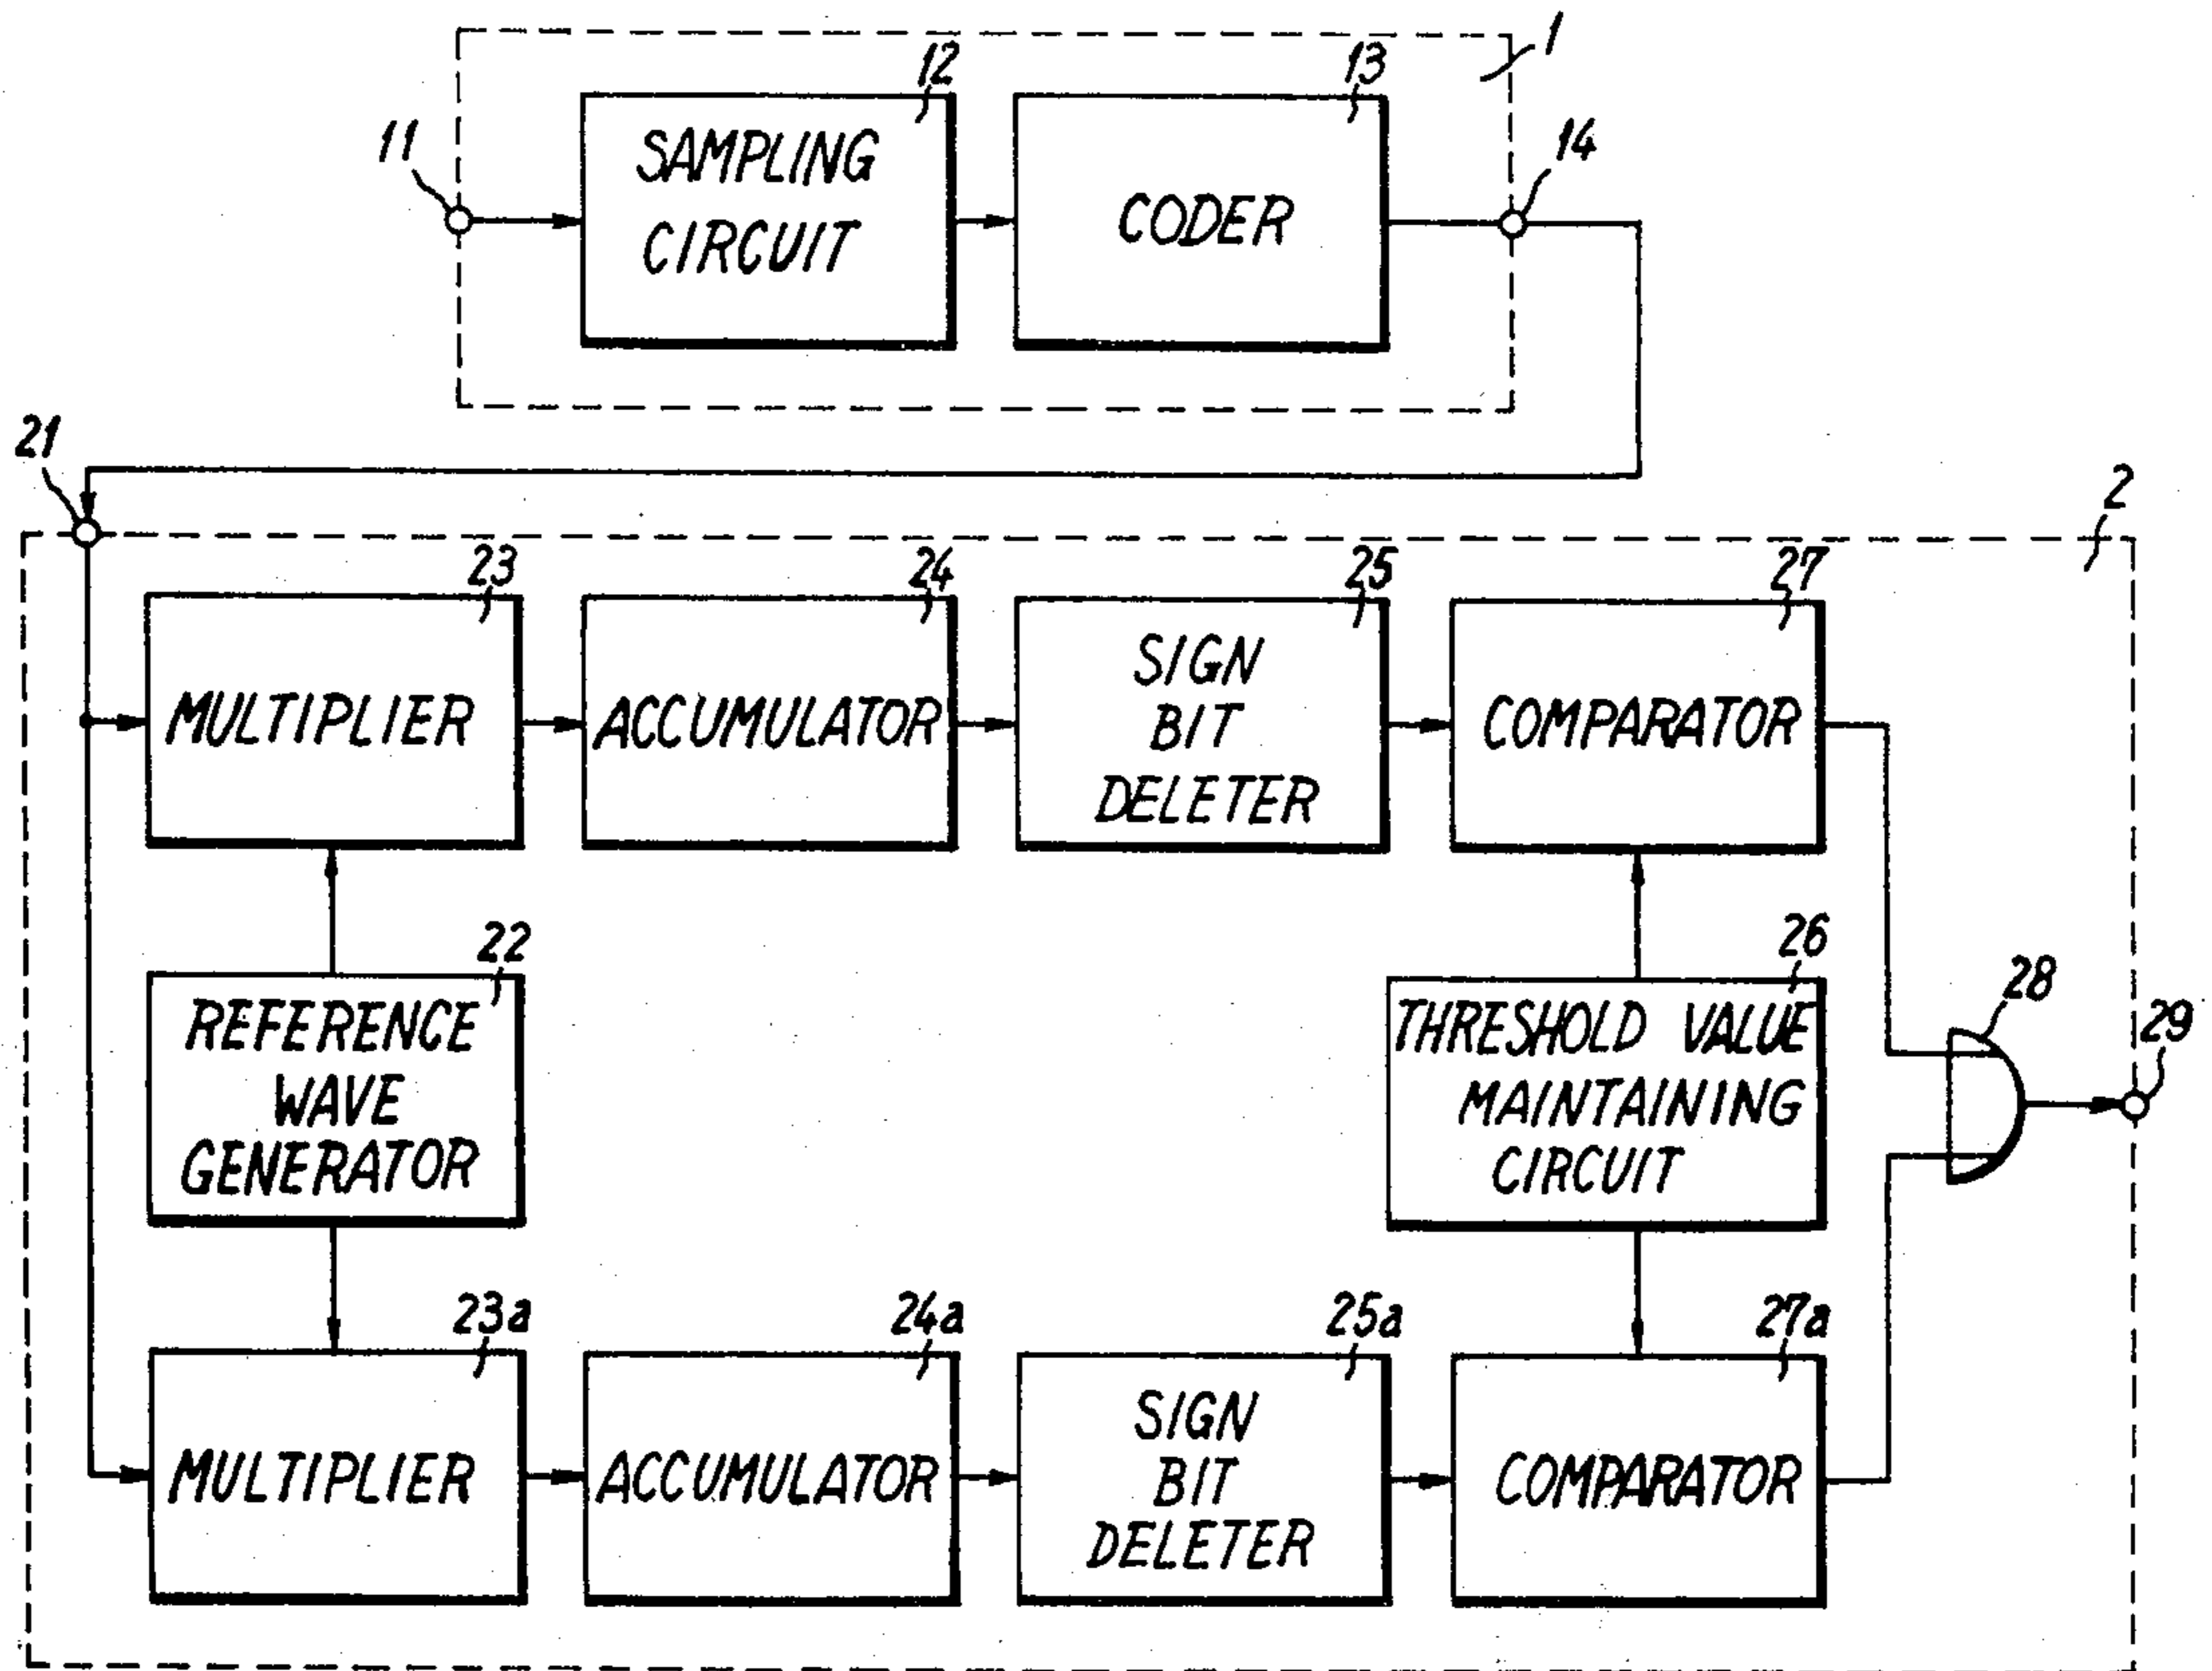 1
12
13
11
SAMPLING
CIRCUIT
CODER
14
21
2
23
24
25
27
MULTIPLIER
ACCUMULATOR
SIGN
BIT
DELETER
COMPARATOR
22
26
REFERENCE
WAVE
GENERATOR
THRESHOLD VALUE
MAINTAINING
CIRCUIT
28
29
23a
24a
25a
27a
MULTIPLIER
ACCUMULATOR
SIGN
BIT
DELETER
COMPARATOR